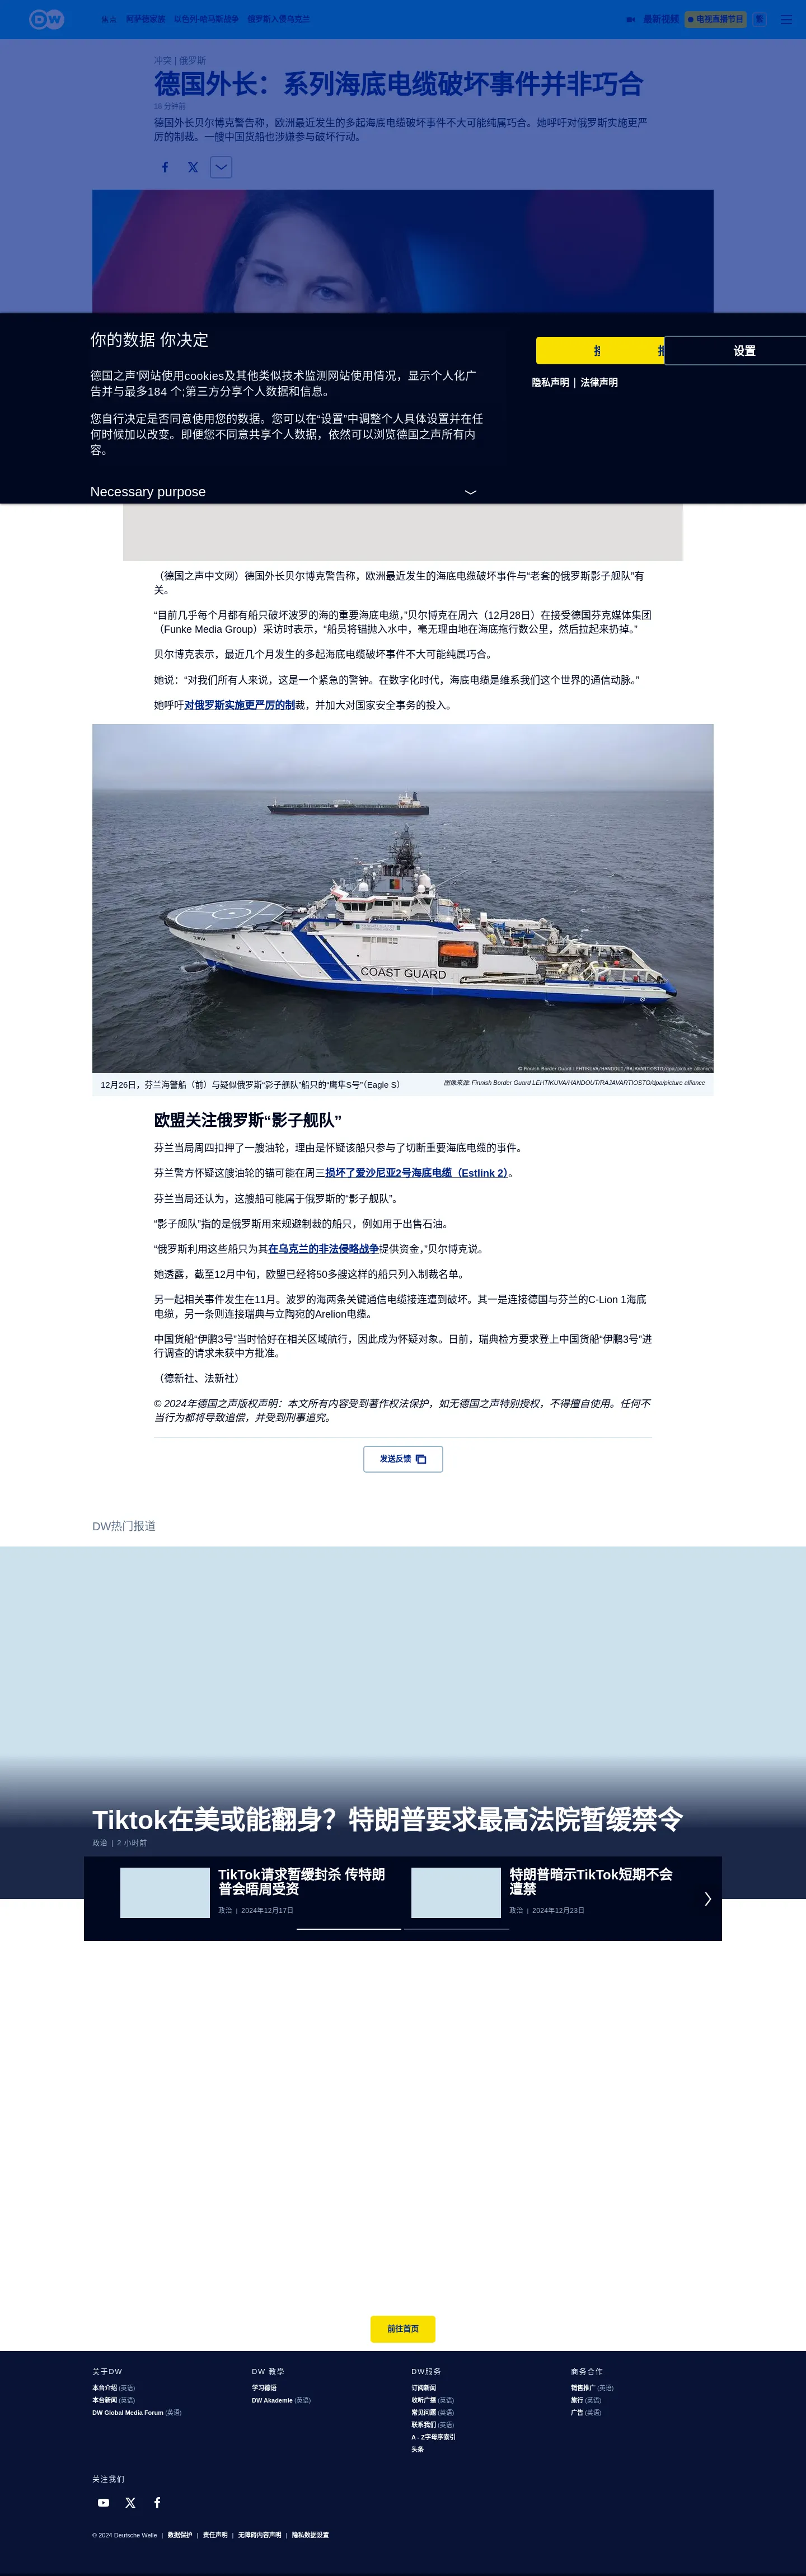 DW
焦点 阿萨德家族 以色列-哈马斯战争 俄罗斯入侵乌克兰 最新视频 电视直播节目 繁
冲突 | 俄罗斯
德国外长：系列海底电缆破坏事件并非巧合
18 分钟前
德国外长贝尔博克警告称，欧洲最近发生的多起海底电缆破坏事件不大可能纯属巧合。她呼吁对俄罗斯实施更严
厉的制裁。一艘中国货船也涉嫌参与破坏行动。
你的数据 你决定
德国之声‘网站使用cookies及其他类似技术监测网站使用情况，显示个人化广
告并与最多184 个;第三方分享个人数据和信息。
您自行决定是否同意使用您的数据。您可以在“设置”中调整个人具体设置并在任
何时候加以改变。即便您不同意共享个人数据，依然可以浏览德国之声所有内
容。
Necessary purpose
设置
隐私声明 | 法律声明
（德国之声中文网）德国外长贝尔博克警告称，欧洲最近发生的海底电缆破坏事件与“老套的俄罗斯影子舰队”有
关。
“目前几乎每个月都有船只破坏波罗的海的重要海底电缆，”贝尔博克在周六（12月28日）在接受德国芬克媒体集团
（Funke Media Group）采访时表示，“船员将锚抛入水中，毫无理由地在海底拖行数公里，然后拉起来扔掉。”
贝尔博克表示，最近几个月发生的多起海底电缆破坏事件不大可能纯属巧合。
她说：“对我们所有人来说，这是一个紧急的警钟。在数字化时代，海底电缆是维系我们这个世界的通信动脉。”
她呼吁对俄罗斯实施更严厉的制裁，并加大对国家安全事务的投入。
TURVA
COAST GUARD
© Finnish Border Guard LEHTIKUVA/HANDOUT/RAJAVARTIOSTO/dpa/picture alliance
12月26日，芬兰海警船（前）与疑似俄罗斯“影子舰队”船只的“鹰隼S号”（Eagle S）
图像来源: Finnish Border Guard LEHTIKUVA/HANDOUT/RAJAVARTIOSTO/dpa/picture alliance
欧盟关注俄罗斯“影子舰队”
芬兰当局周四扣押了一艘油轮，理由是怀疑该船只参与了切断重要海底电缆的事件。
芬兰警方怀疑这艘油轮的锚可能在周三损坏了爱沙尼亚2号海底电缆（Estlink 2）。
芬兰当局还认为，这艘船可能属于俄罗斯的“影子舰队”。
“影子舰队”指的是俄罗斯用来规避制裁的船只，例如用于出售石油。
“俄罗斯利用这些船只为其在乌克兰的非法侵略战争提供资金，”贝尔博克说。
她透露，截至12月中旬，欧盟已经将50多艘这样的船只列入制裁名单。
另一起相关事件发生在11月。波罗的海两条关键通信电缆接连遭到破坏。其一是连接德国与芬兰的C-Lion 1海底
电缆，另一条则连接瑞典与立陶宛的Arelion电缆。
中国货船“伊鹏3号”当时恰好在相关区域航行，因此成为怀疑对象。日前，瑞典检方要求登上中国货船“伊鹏3号”进
行调查的请求未获中方批准。
（德新社、法新社）
© 2024年德国之声版权声明：本文所有内容受到著作权法保护，如无德国之声特别授权，不得擅自使用。任何不
当行为都将导致追偿，并受到刑事追究。
发送反馈
DW热门报道
Tiktok在美或能翻身？特朗普要求最高法院暂缓禁令
政治 | 2 小时前
TikTok请求暂缓封杀 传特朗
普会晤周受资
政治 | 2024年12月17日
特朗普暗示TikTok短期不会
遭禁
政治 | 2024年12月23日
前往首页
关于DW
本台介绍 (英语)
本台新闻 (英语)
DW Global Media Forum (英语)
DW 教学
学习德语
DW Akademie (英语)
DW服务
订阅新闻
收听广播 (英语)
常见问题 (英语)
联系我们 (英语)
A - Z字母序索引
头条
商务合作
销售推广 (英语)
旅行 (英语)
广告 (英语)
关注我们
© 2024 Deutsche Welle | 数据保护 | 责任声明 | 无障碍内容声明 | 隐私数据设置